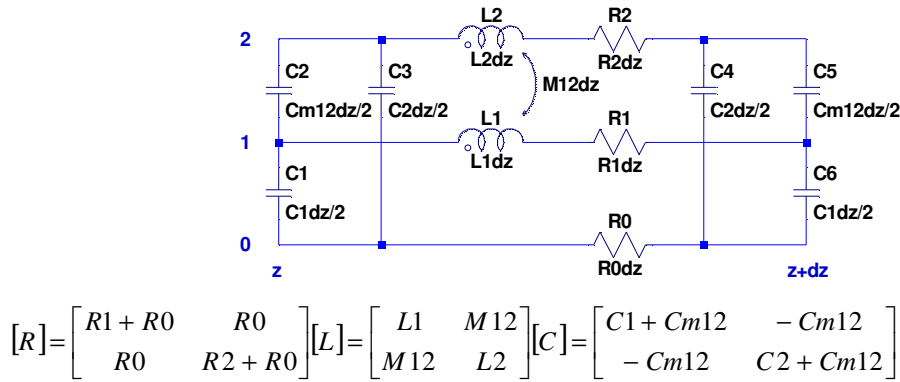 2
L2
L2dz
R2
R2dz
C2
Cm12dz/2
C3
C2dz/2
M12dz
C4
C2dz/2
C5
Cm12dz/2
1
L1
L1dz
R1
R1dz
C1
C1dz/2
C6
C1dz/2
0
R0
R0dz
z
z+dz
[R]=[R1 + R0 R0
R0 R2 + R0]
[L]=[L1 M12
M12 L2]
[C]=[C1 + Cm12 - Cm12
- Cm12 C2 + Cm12]